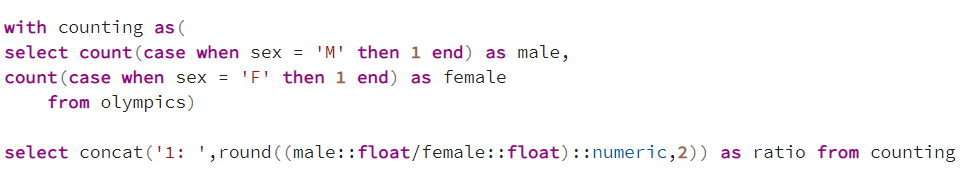 with counting as(
select count(case when sex = 'M' then 1 end) as male,
count(case when sex = 'F' then 1 end) as female
    from olympics)

select concat('1: ',round((male::float/female::float)::numeric,2)) as ratio from counting